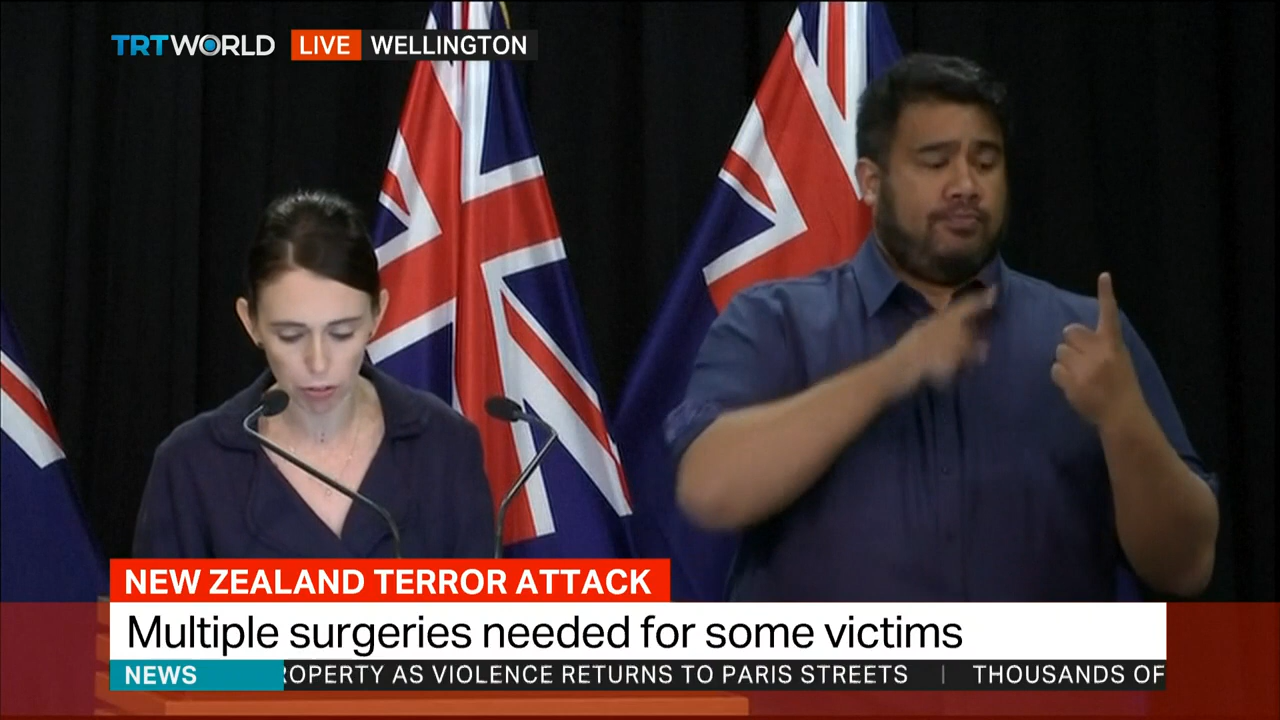 TRTWORLD LIVE WELLINGTON
NEW ZEALAND TERROR ATTACK
Multiple surgeries needed for some victims
NEWS ROPERTY AS VIOLENCE RETURNS TO PARIS STREETS | THOUSANDS OF